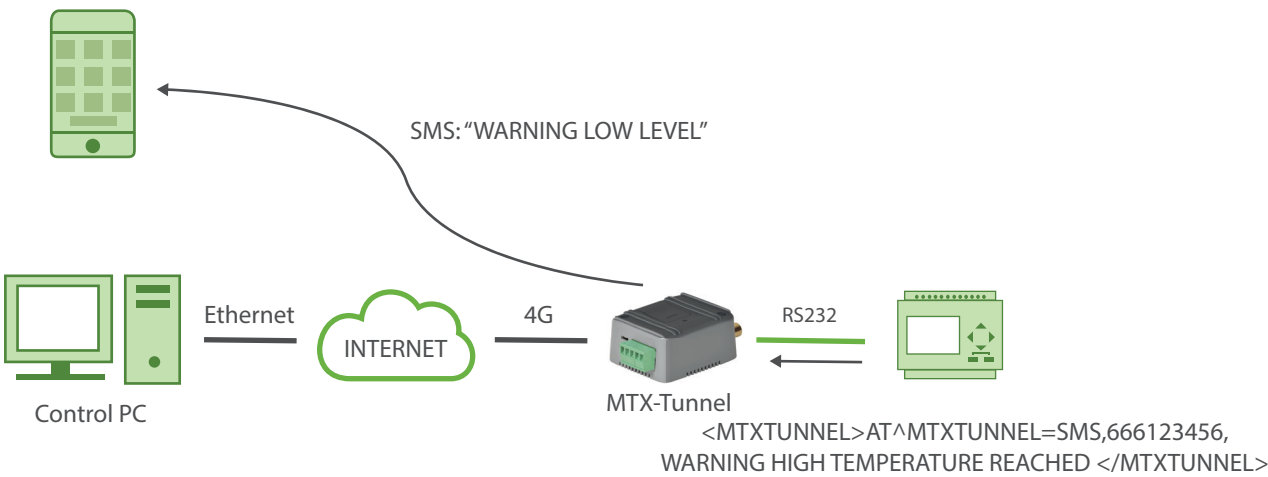 SMS: “WARNING LOW LEVEL”
Ethernet
INTERNET
4G
RS232
Control PC
MTX-Tunnel
<MTXTUNNEL>AT^MTXTUNNEL=SMS,666123456,
WARNING HIGH TEMPERATURE REACHED </MTXTUNNEL>